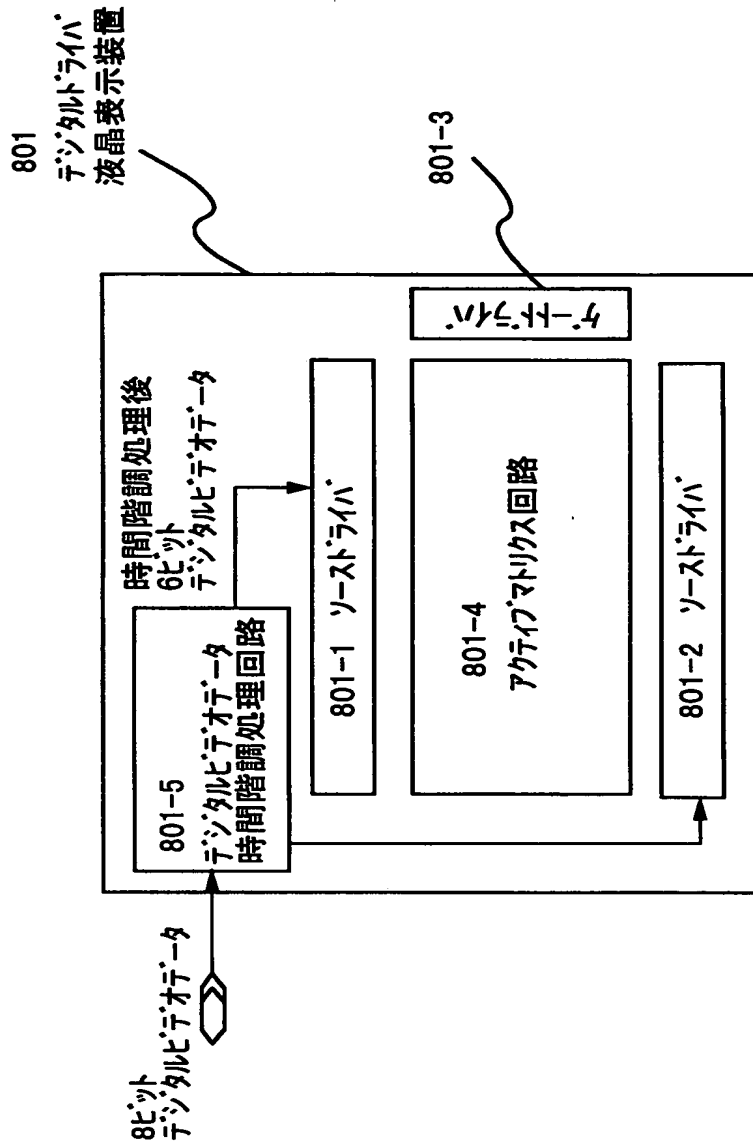 801
デジタルドライバ
液晶表示装置
801-3
ゲートドライバ
時間階調処理後
6ビット
デジタルビデオデータ
801-5
デジタルビデオデータ
時間階調処理回路
801-1 ソースドライバ
801-4
アクティブマトリクス回路
801-2 ソースドライバ
8ビット
デジタルビデオデータ